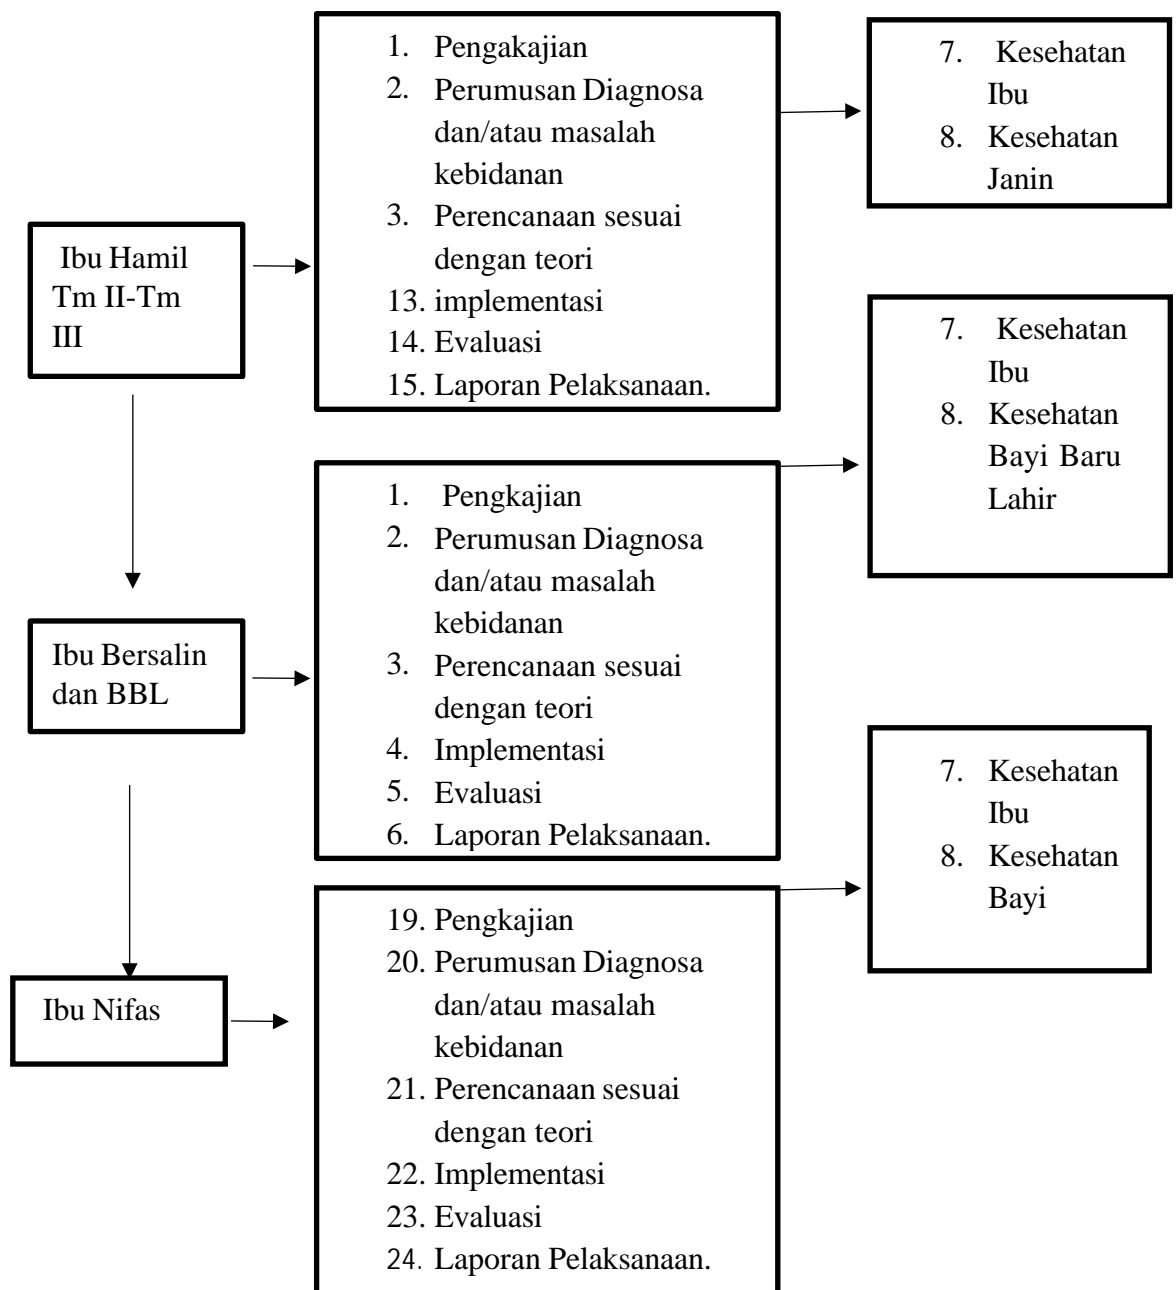 1. Pengakajian
2. Perumusan Diagnosa
dan/atau masalah
kebidanan
3. Perencanaan sesuai
dengan teori
13. implementasi
14. Evaluasi
15. Laporan Pelaksanaan.
7. Kesehatan
Ibu
8. Kesehatan
Janin
Ibu Hamil
Tm II-Tm
III
1. Pengkajian
2. Perumusan Diagnosa
dan/atau masalah
kebidanan
3. Perencanaan sesuai
dengan teori
4. Implementasi
5. Evaluasi
6. Laporan Pelaksanaan.
7. Kesehatan
Ibu
8. Kesehatan
Bayi Baru
Lahir
Ibu Bersalin
dan BBL
19. Pengkajian
20. Perumusan Diagnosa
dan/atau masalah
kebidanan
21. Perencanaan sesuai
dengan teori
22. Implementasi
23. Evaluasi
24. Laporan Pelaksanaan.
7. Kesehatan
Ibu
8. Kesehatan
Bayi
Ibu Nifas